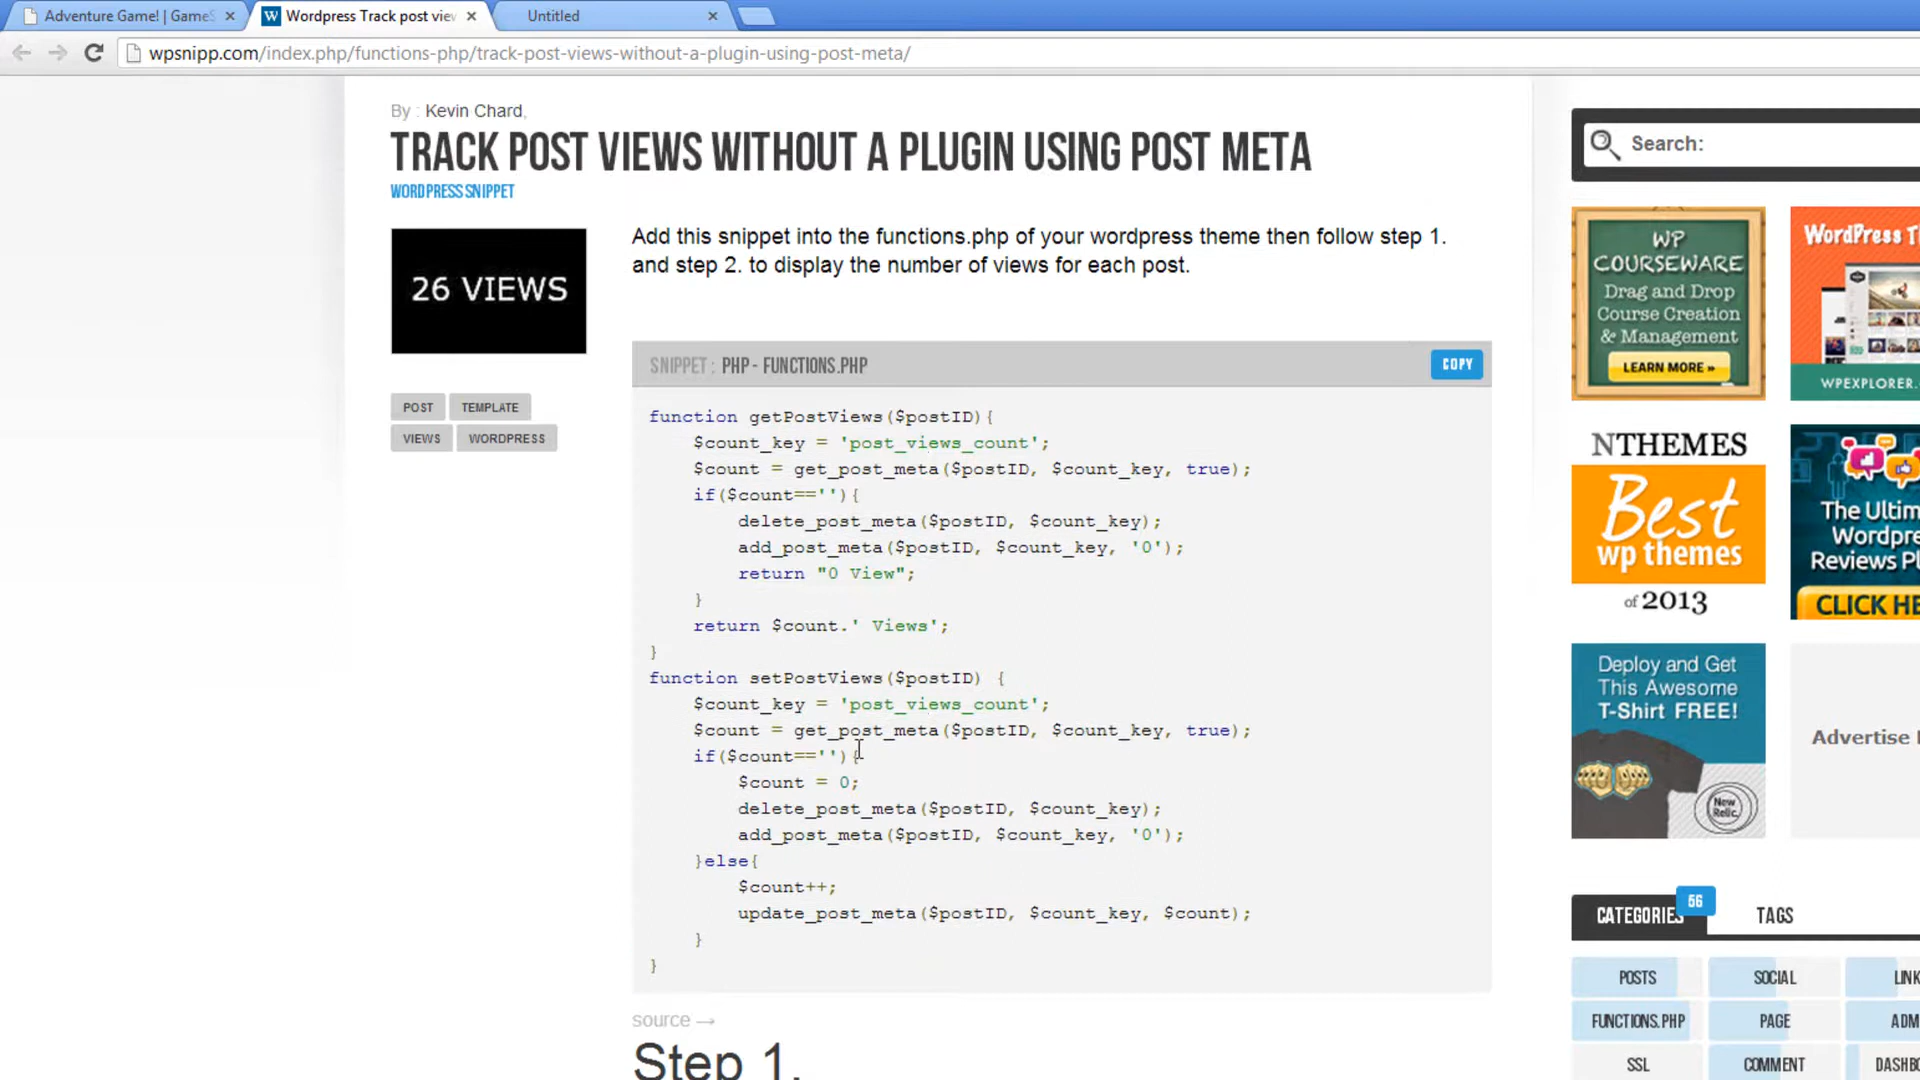 Adventure Game! | GameS
Wordpress Track post view
Untitled
wpsnipp.com/index.php/functions-php/track-post-views-without-a-plugin-using-post-meta/
By : Kevin Chard,
TRACK POST VIEWS WITHOUT A PLUGIN USING POST META
WORDPRESS SNIPPET
26 VIEWS
POST
TEMPLATE
VIEWS
WORDPRESS
Add this snippet into the functions.php of your wordpress theme then follow step 1.
and step 2. to display the number of views for each post.
SNIPPET : PHP - FUNCTIONS.PHP
COPY
function getPostViews($postID){
$count_key = 'post_views_count';
$count = get_post_meta($postID, $count_key, true);
if($count==''){
delete_post_meta($postID, $count_key);
add_post_meta($postID, $count_key, '0');
return "0 View";
}
return $count.' Views';
}
function setPostViews($postID) {
$count_key = 'post_views_count';
$count = get_post_meta($postID, $count_key, true);
if($count==''){
$count = 0;
delete_post_meta($postID, $count_key);
add_post_meta($postID, $count_key, '0');
}else{
$count++;
update_post_meta($postID, $count_key, $count);
}
}
source →
Step 1.
Search:
WP
COURSEWARE
Drag and Drop
Course Creation
& Management
LEARN MORE »
WordPress T
WPEXPLORER.
NTHEMES
Best
wp themes
of 2013
The Ultim
Wordpre
Reviews Pl
CLICK HE
Deploy and Get
This Awesome
T-Shirt FREE!
New
Relic.
Advertise
CATEGORIES
56
TAGS
POSTS
SOCIAL
LINK
FUNCTIONS.PHP
PAGE
ADM
SSL
COMMENT
DASHBO